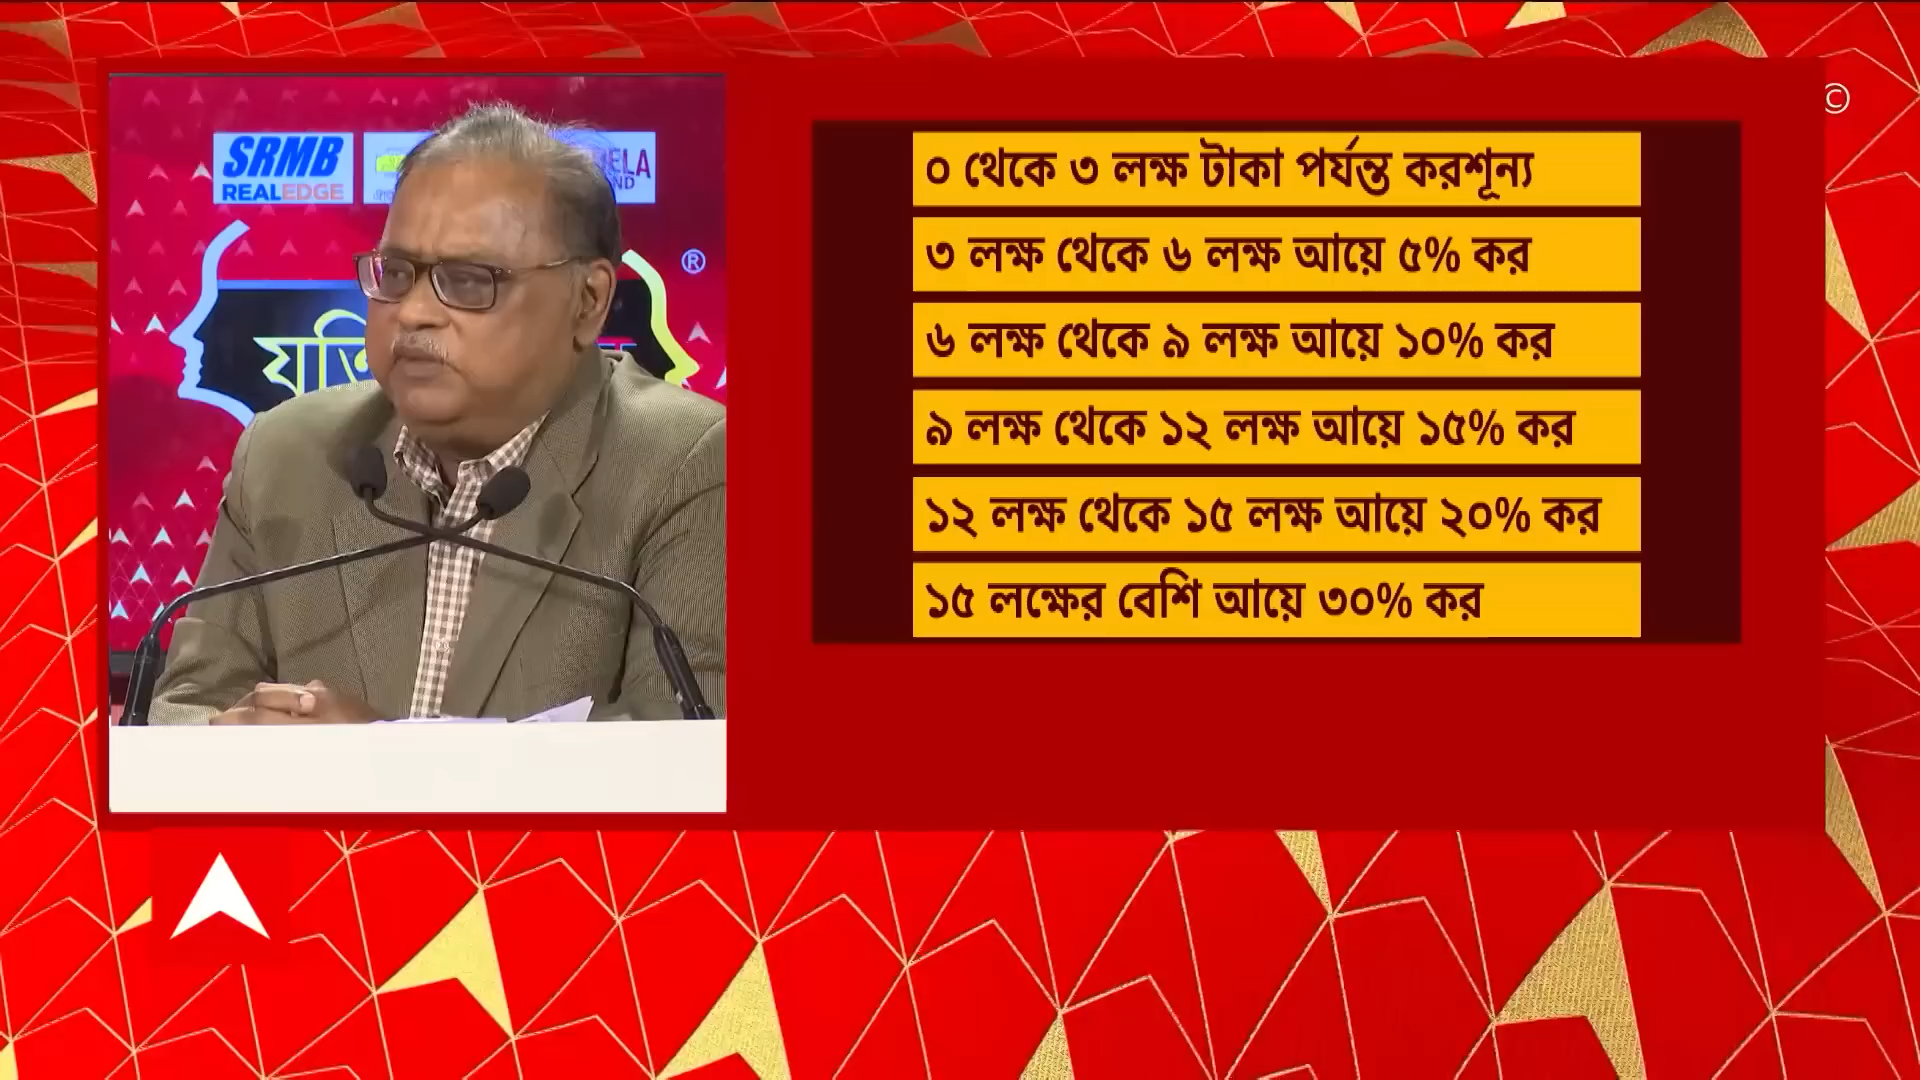 SRMB
REALEDGE
®
©
০ থেকে ৩ লক্ষ টাকা পর্যন্ত করশূন্য
৩ লক্ষ থেকে ৬ লক্ষ আয়ে ৫% কর
৬ লক্ষ থেকে ৯ লক্ষ আয়ে ১০% কর
৯ লক্ষ থেকে ১২ লক্ষ আয়ে ১৫% কর
১২ লক্ষ থেকে ১৫ লক্ষ আয়ে ২০% কর
১৫ লক্ষের বেশি আয়ে ৩০% কর